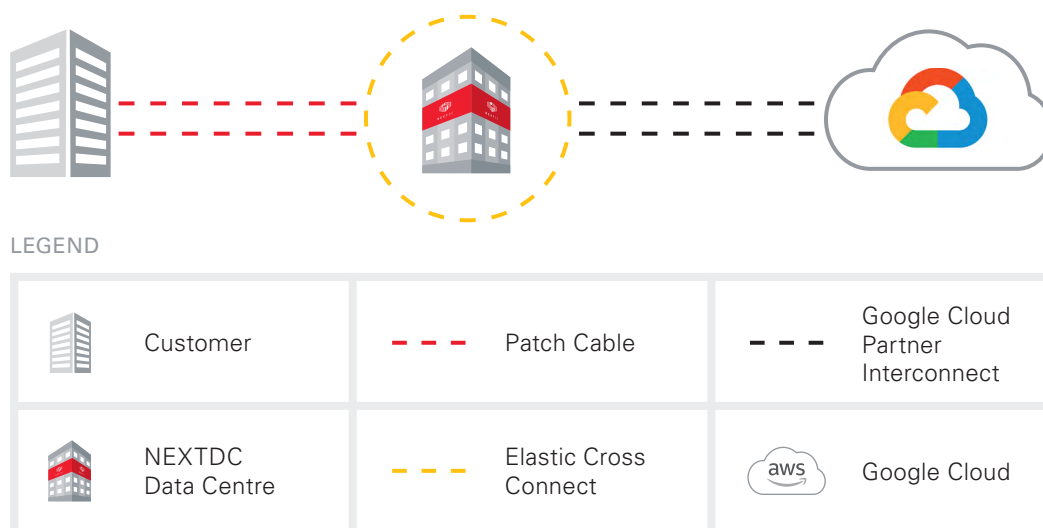 LEGEND
Customer
Patch Cable
Google Cloud
Partner
Interconnect
NEXTDC
Data Centre
Elastic Cross
Connect
aws
Google Cloud